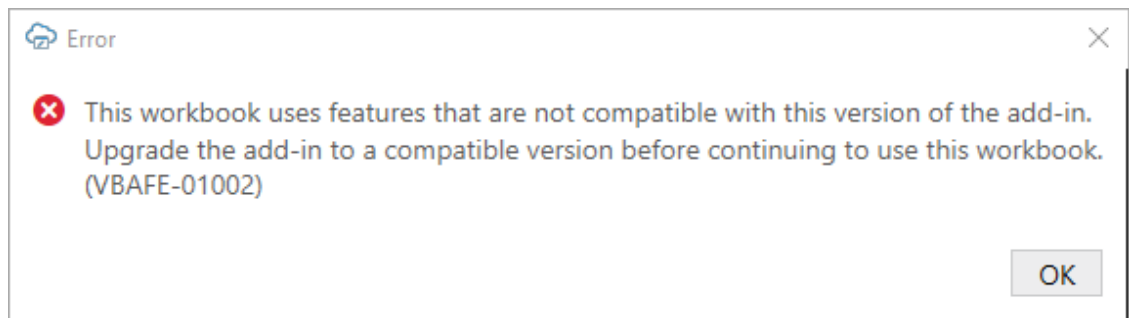 Error
This workbook uses features that are not compatible with this version of the add-in.
Upgrade the add-in to a compatible version before continuing to use this workbook.
(VBAFE-01002)
OK